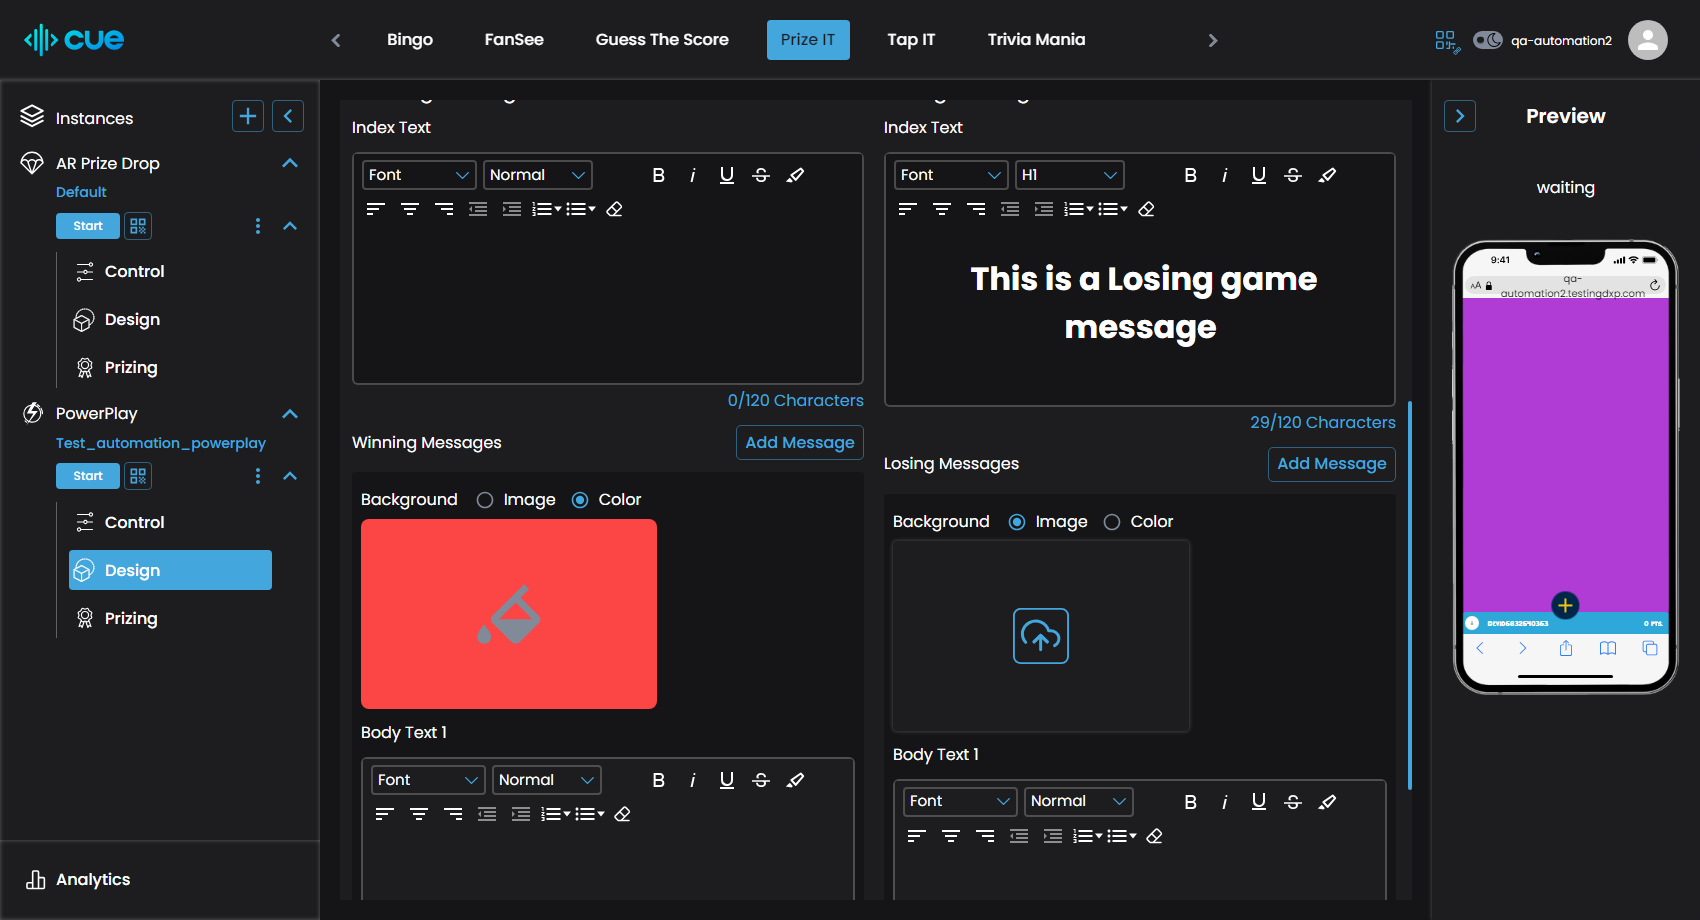 cue
Bingo
FanSee
Guess The Score
Prize IT
Tap IT
Trivia Mania
qa-automation2
Instances
AR Prize Drop
Default
Start
Control
Design
Prizing
PowerPlay
Test_automation_powerplay
Start
Control
Design
Prizing
Analytics
Index Text
Font
Normal
B i U S
0/120 Characters
Winning Messages
Add Message
Background
Image
Color
Body Text 1
Font
Normal
B i U S
Index Text
Font
H1
B i U S
This is a Losing game
message
29/120 Characters
Losing Messages
Add Message
Background
Image
Color
Body Text 1
Font
Normal
B i U S
Preview
waiting
9:41
AA
qa-
automation2.testingdxp.com
0 PTS.